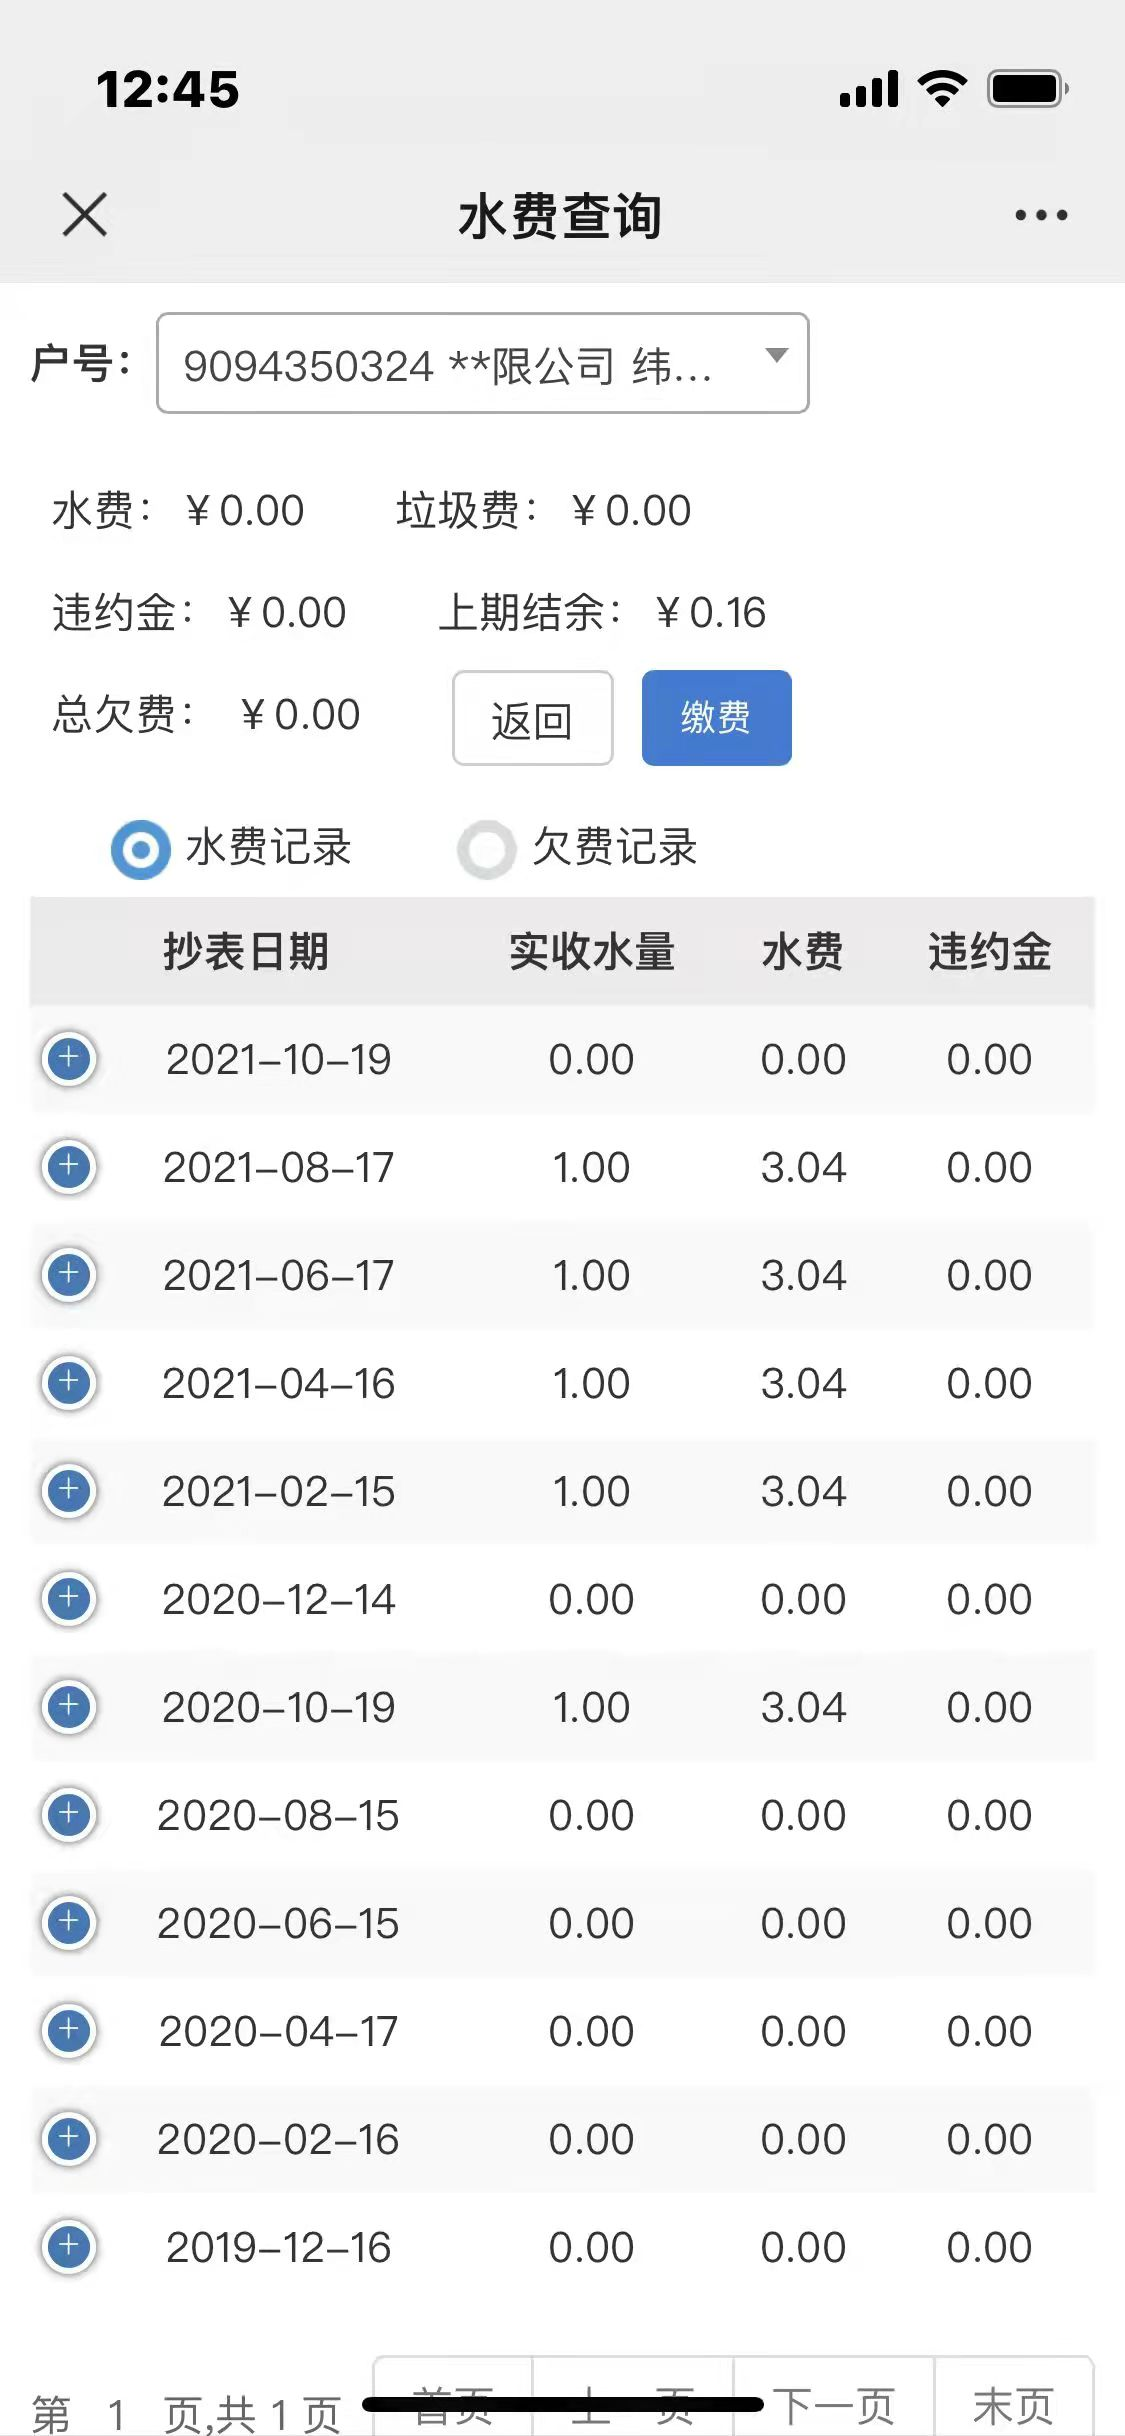 12:45
水费查询
户号： 9094350324 **限公司 纬...
水费： ¥0.00 垃圾费： ¥0.00
违约金： ¥0.00 上期结余： ¥0.16
总欠费： ¥0.00 返回 缴费
水费记录 欠费记录
抄表日期 实收水量 水费 违约金
2021-10-19 0.00 0.00 0.00
2021-08-17 1.00 3.04 0.00
2021-06-17 1.00 3.04 0.00
2021-04-16 1.00 3.04 0.00
2021-02-15 1.00 3.04 0.00
2020-12-14 0.00 0.00 0.00
2020-10-19 1.00 3.04 0.00
2020-08-15 0.00 0.00 0.00
2020-06-15 0.00 0.00 0.00
2020-04-17 0.00 0.00 0.00
2020-02-16 0.00 0.00 0.00
2019-12-16 0.00 0.00 0.00
第 1 页,共 1 页 首页 上一页 下一页 末页